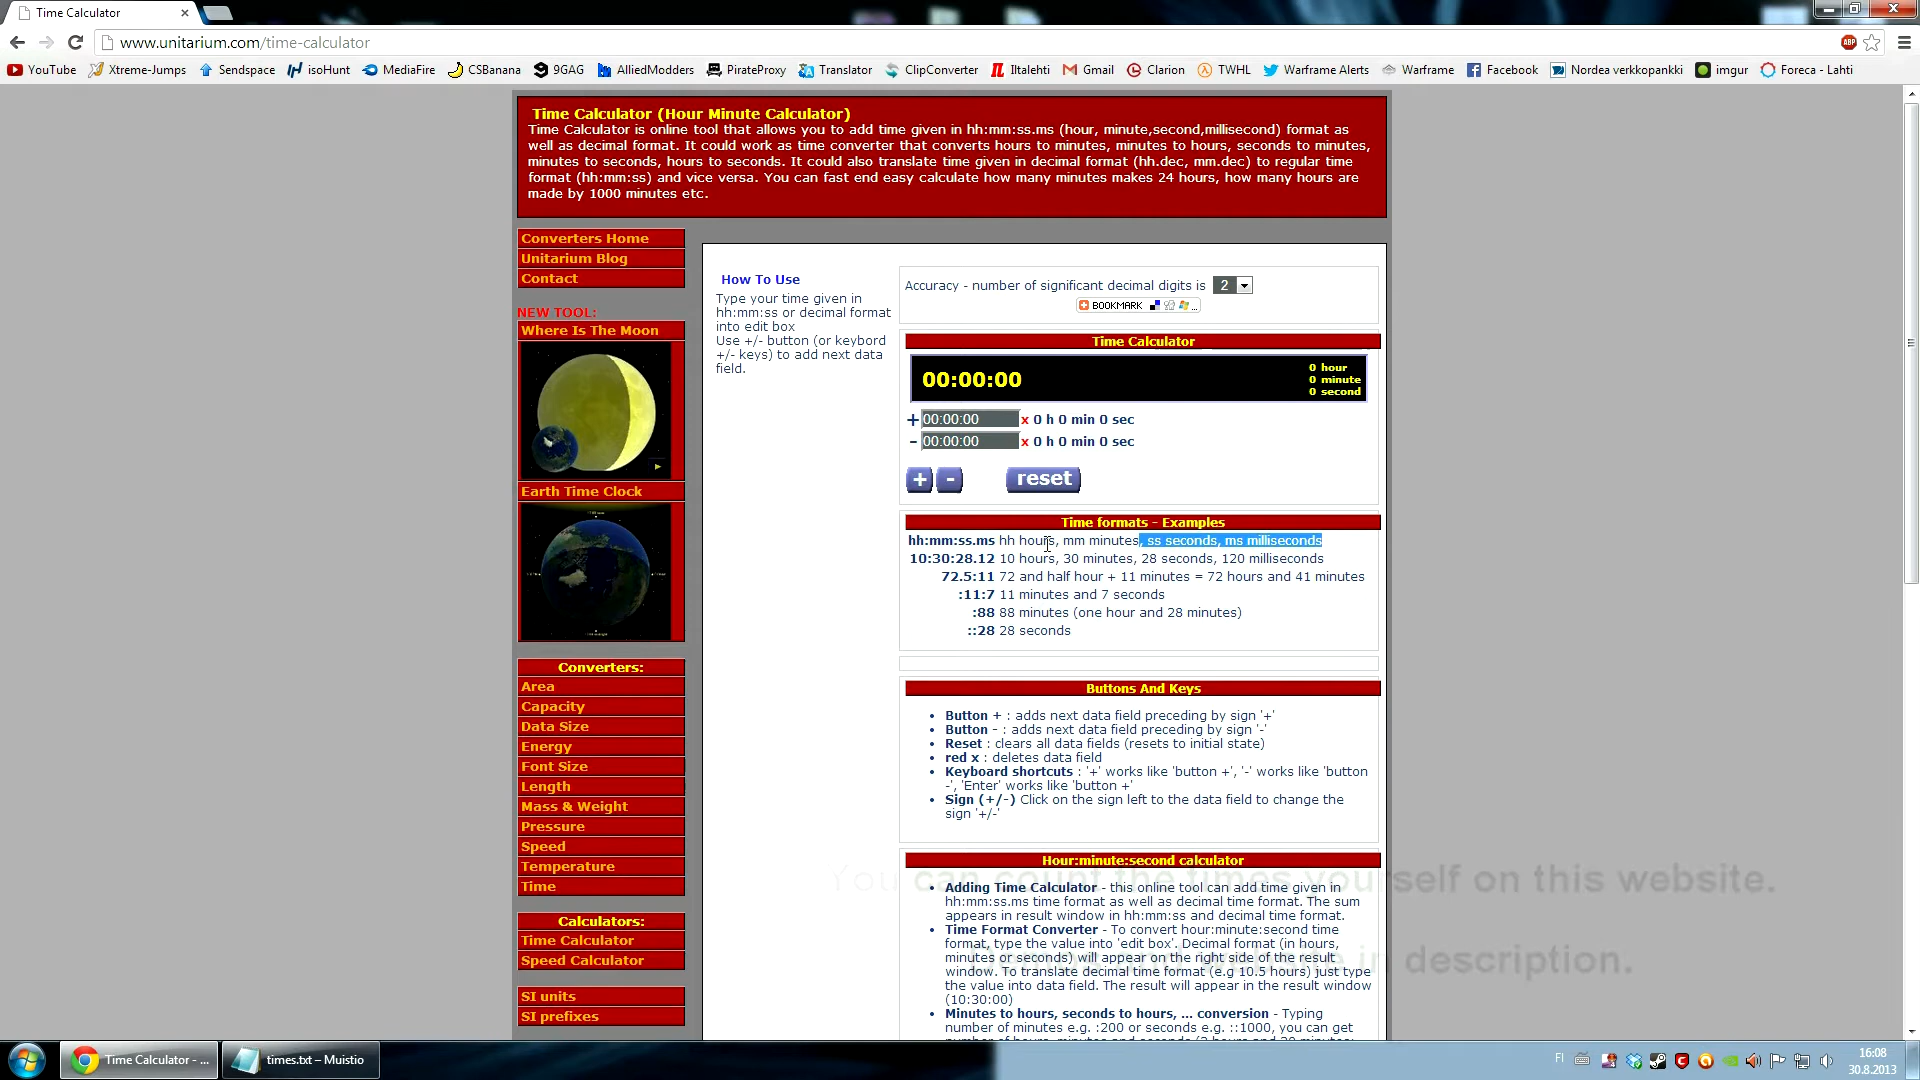 Time Calculator
www.unitarium.com/time-calculator
ABP
YouTube Xtreme-Jumps Sendspace isoHunt MediaFire CSBanana 9GAG AlliedModders PirateProxy Translator ClipConverter Iltalehti Gmail Clarion TWHL Warframe Alerts Warframe Facebook Nordea verkkopankki imgur Foreca - Lahti
Time Calculator (Hour Minute Calculator)
Time Calculator is online tool that allows you to add time given in hh:mm:ss.ms (hour, minute,second,millisecond) format as
well as decimal format. It could work as time converter that converts hours to minutes, minutes to hours, seconds to minutes,
minutes to seconds, hours to seconds. It could also translate time given in decimal format (hh.dec, mm.dec) to regular time
format (hh:mm:ss) and vice versa. You can fast end easy calculate how many minutes makes 24 hours, how many hours are
made by 1000 minutes etc.
Converters Home
Unitarium Blog
Contact
NEW TOOL:
Where Is The Moon
Earth Time Clock
Converters:
Area
Capacity
Data Size
Energy
Font Size
Length
Mass & Weight
Pressure
Speed
Temperature
Time
Calculators:
Time Calculator
Speed Calculator
SI units
SI prefixes
How To Use
Type your time given in
hh:mm:ss or decimal format
into edit box
Use +/- button (or keybord
+/- keys) to add next data
field.
Accuracy - number of significant decimal digits is 2
BOOKMARK ...
Time Calculator
00:00:00
0 hour
0 minute
0 second
+ 00:00:00 x 0 h 0 min 0 sec
- 00:00:00 x 0 h 0 min 0 sec
+ - reset
Time formats - Examples
hh:mm:ss.ms hh hours, mm minutes, ss seconds, ms milliseconds
10:30:28.12 10 hours, 30 minutes, 28 seconds, 120 milliseconds
72.5:11 72 and half hour + 11 minutes = 72 hours and 41 minutes
:11:7 11 minutes and 7 seconds
:88 88 minutes (one hour and 28 minutes)
::28 28 seconds
Buttons And Keys
• Button + : adds next data field preceding by sign '+'
• Button - : adds next data field preceding by sign '-'
• Reset : clears all data fields (resets to initial state)
• red x : deletes data field
• Keyboard shortcuts : '+' works like 'button +', '-' works like 'button
-', 'Enter' works like 'button +'
• Sign (+/-) Click on the sign left to the data field to change the
sign '+/-'
Hour:minute:second calculator
• Adding Time Calculator - this online tool can add time given in
hh:mm:ss.ms time format as well as decimal time format. The sum
appears in result window in hh:mm:ss and decimal time format.
• Time Format Converter - To convert hour:minute:second time
format, type the value into 'edit box'. Decimal format (in hours,
minutes or seconds) will appear on the right side of the result
window. To translate decimal time format (e.g 10.5 hours) just type
the value into data field. The result will appear in the result window
(10:30:00)
• Minutes to hours, seconds to hours, ... conversion - Typing
number of minutes e.g. :200 or seconds e.g. ::1000, you can get
You can count the times yourself on this website.
in description.
Time Calculator - ...
times.txt – Muistio
FI
16:08
30.8.2013